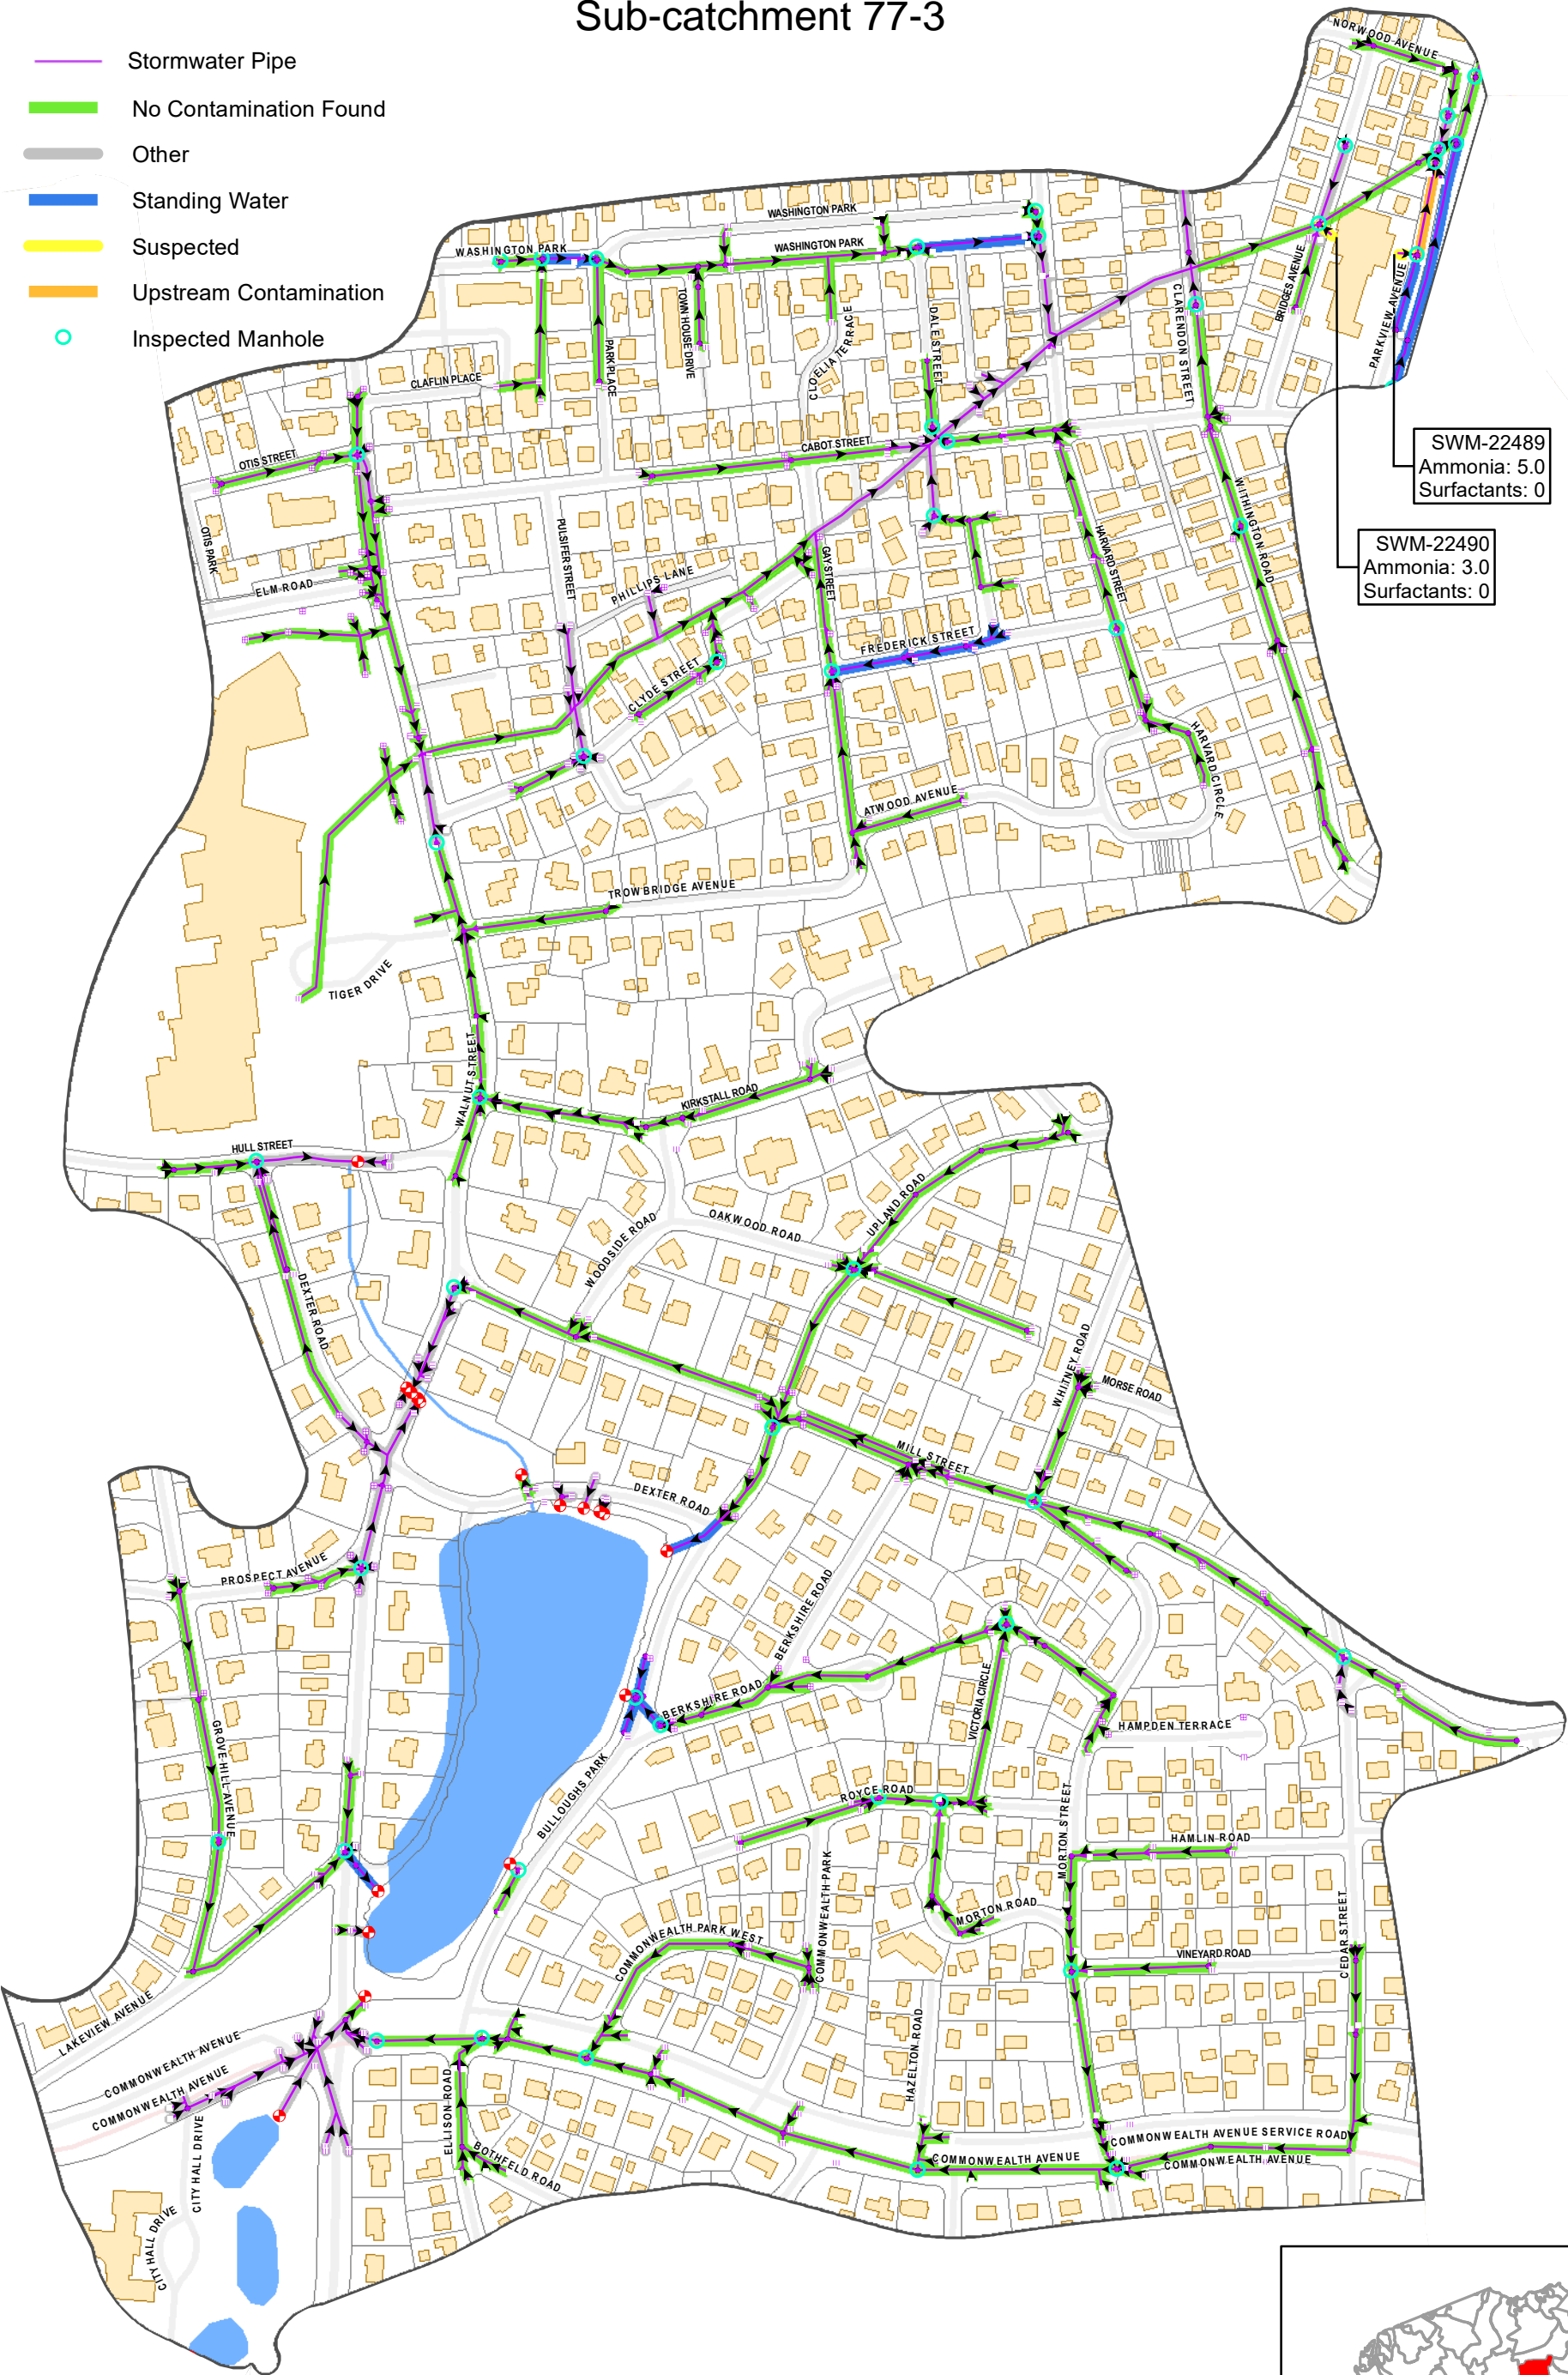 Sub-catchment 77-3
Stormwater Pipe
No Contamination Found
Other
Standing Water
Suspected
Upstream Contamination
Inspected Manhole
NORWOOD AVENUE
WASHINGTON PARK
WASHINGTON PARK
WASHINGTON PARK
TOWN HOUSE DRIVE
PARK PLACE
CLOELIA TERRACE
DALE STREET
CLARENDON STREET
BRIDGES AVENUE
PARKVIEW AVENUE
CLAFLIN PLACE
SWM-22489
Ammonia: 5.0
Surfactants: 0
OTIS STREET
CABOT STREET
WITHINGTON ROAD
OTIS PARK
PULSIFER STREET
SWM-22490
Ammonia: 3.0
Surfactants: 0
ELM ROAD
PHILLIPS LANE
GAY STREET
HARVARD STREET
FREDERICK STREET
CLYDE STREET
HARVARD CIRCLE
ATWOOD AVENUE
TROWBRIDGE AVENUE
TIGER DRIVE
WALNUT STREET
KIRKSTALL ROAD
HULL STREET
UPLAND ROAD
OAKWOOD ROAD
WOODSIDE ROAD
DEXTER ROAD
WHITNEY ROAD
MORSE ROAD
MILL STREET
DEXTER ROAD
PROSPECT AVENUE
BERKSHIRE ROAD
BERKSHIRE ROAD
VICTORIA CIRCLE
HAMPDEN TERRACE
GROVE HILL AVENUE
BULLOUGHS PARK
ROYCE ROAD
MORTON STREET
HAMLIN ROAD
COMMONWEALTH PARK
MORTON ROAD
COMMONWEALTH PARK WEST
VINEYARD ROAD
CEDAR STREET
LAKEVIEW AVENUE
COMMONWEALTH AVENUE
COMMONWEALTH AVENUE
HAZELTON ROAD
ELLISON ROAD
CITY HALL DRIVE
COMMONWEALTH AVENUE SERVICE ROAD
COMMONWEALTH AVENUE
COMMONWEALTH AVENUE
BOTHFELD ROAD
CITY HALL DRIVE